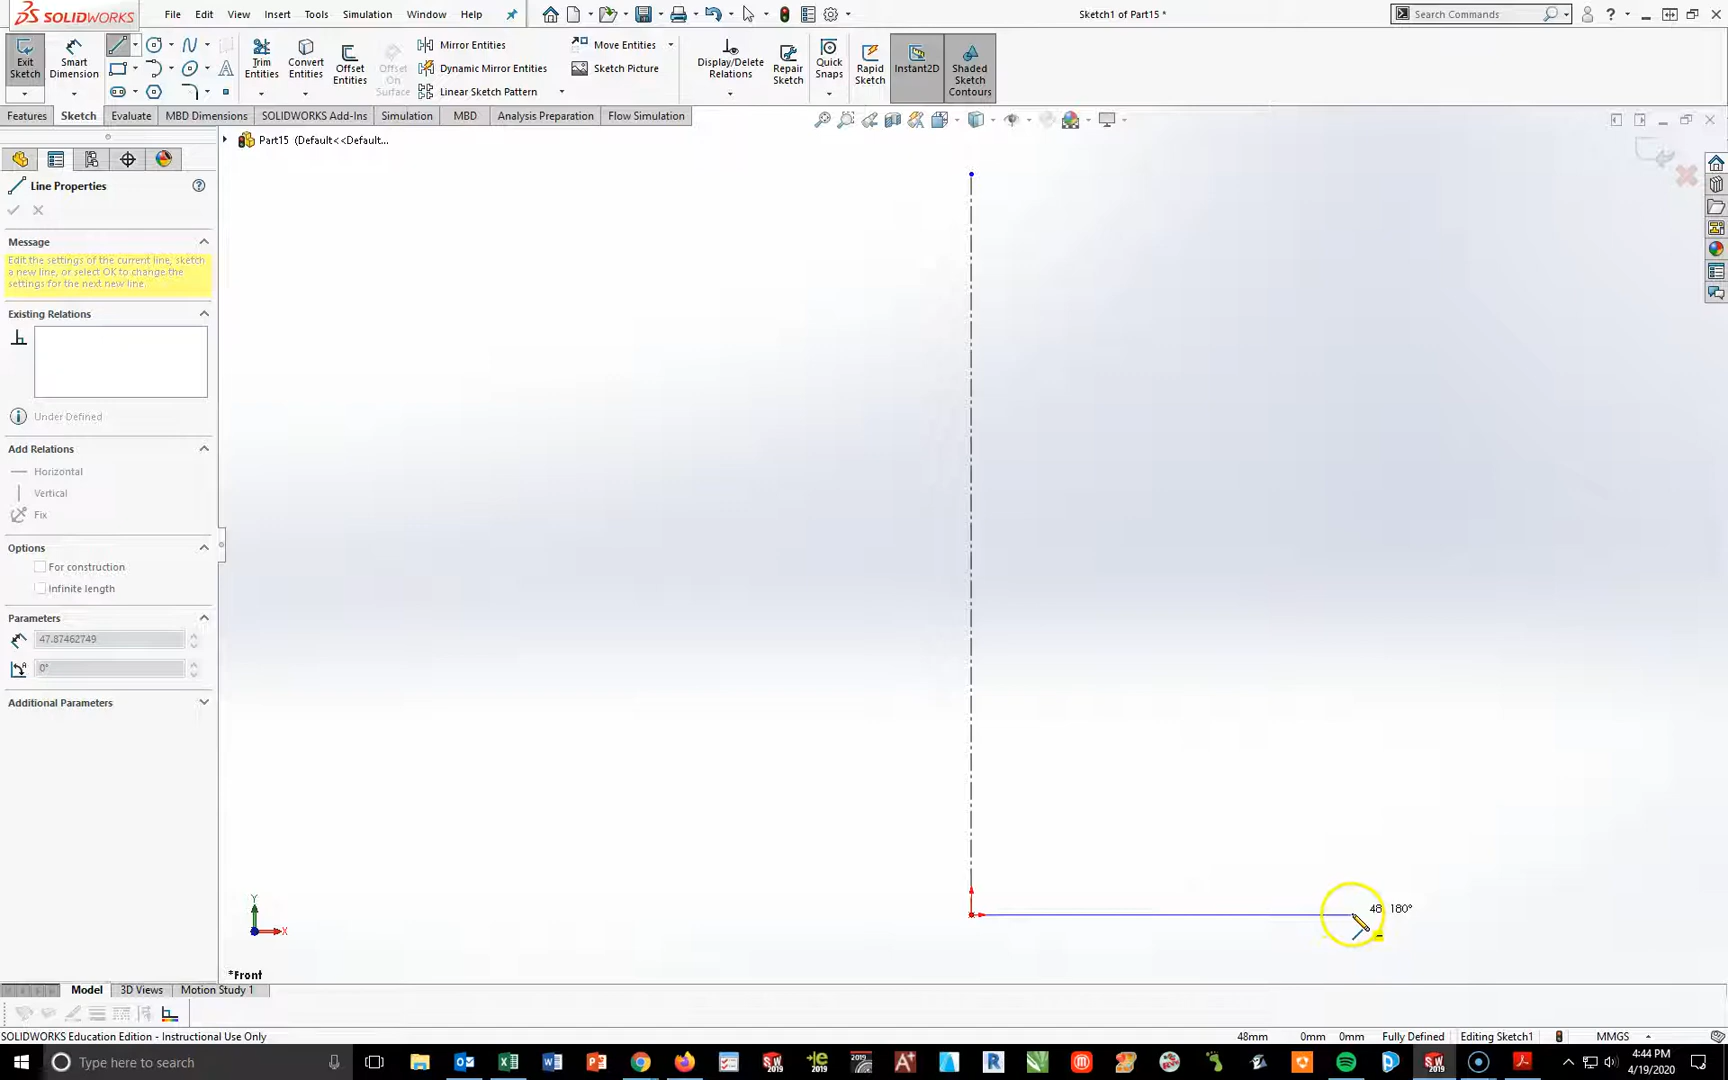 SOLIDWORKS File Edit View Insert Tools Simulation Window Help Sketch1 of Part15 * Search Commands ?
Exit Sketch
Smart Dimension
Trim Entities
Convert Entities
Offset Entities
Offset On Surface
Mirror Entities
Dynamic Mirror Entities
Linear Sketch Pattern
Move Entities
Sketch Picture
Display/Delete Relations
Repair Sketch
Quick Snaps
Rapid Sketch
Instant2D
Shaded Sketch Contours
Features Sketch Evaluate MBD Dimensions SOLIDWORKS Add-Ins Simulation MBD Analysis Preparation Flow Simulation
Part15 (Default<<Default...
Line Properties
Message
Edit the settings of the current line, sketch
a new line, or select OK to change the
settings for the next new line.
Existing Relations
Under Defined
Add Relations
Horizontal
Vertical
Fix
Options
For construction
Infinite length
Parameters
47.87462749
0°
Additional Parameters
48 180°
Y
X
*Front
Model 3D Views Motion Study 1
SOLIDWORKS Education Edition - Instructional Use Only 48mm 0mm 0mm Fully Defined Editing Sketch1 MMGS
Type here to search
4:44 PM
4/19/2020